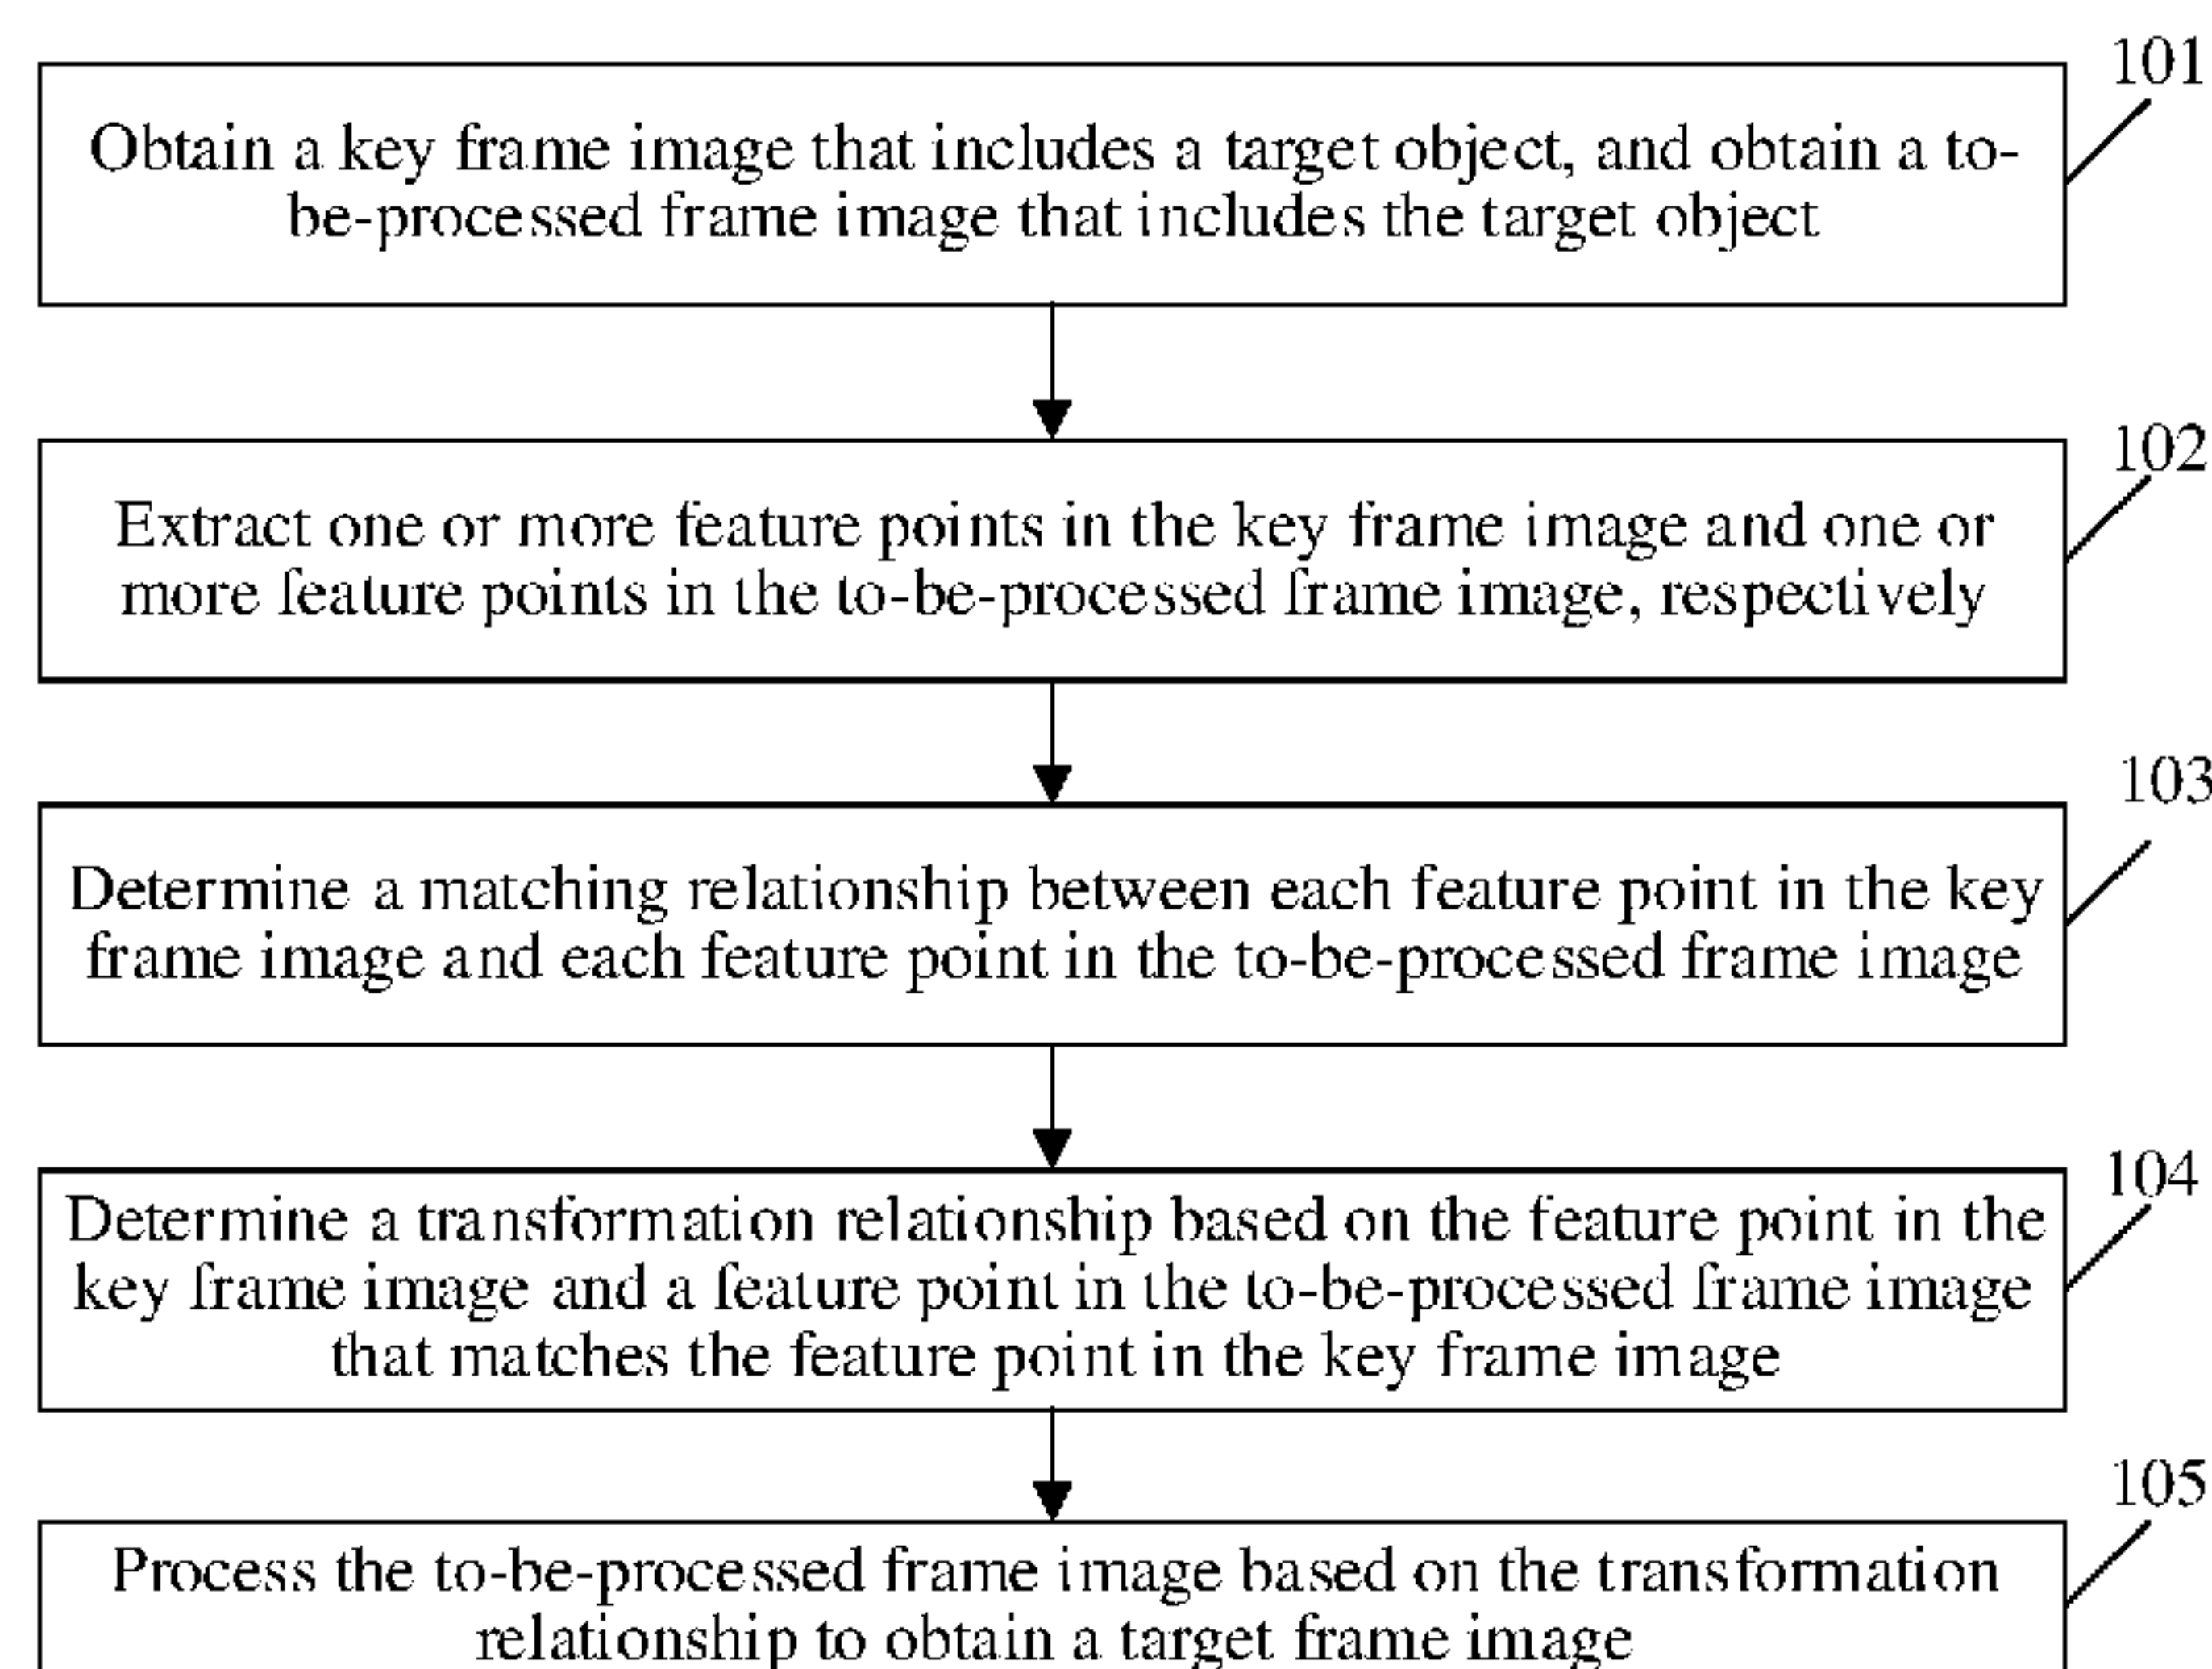 101
Obtain a key frame image that includes a target object, and obtain a to-
be-processed frame image that includes the target object
102
Extract one or more feature points in the key frame image and one or
more feature points in the to-be-processed frame image, respectively
103
Determine a matching relationship between each feature point in the key
frame image and each feature point in the to-be-processed frame image
104
Determine a transformation relationship based on the feature point in the
key frame image and a feature point in the to-be-processed frame image
that matches the feature point in the key frame image
105
Process the to-be-processed frame image based on the transformation
relationship to obtain a target frame image